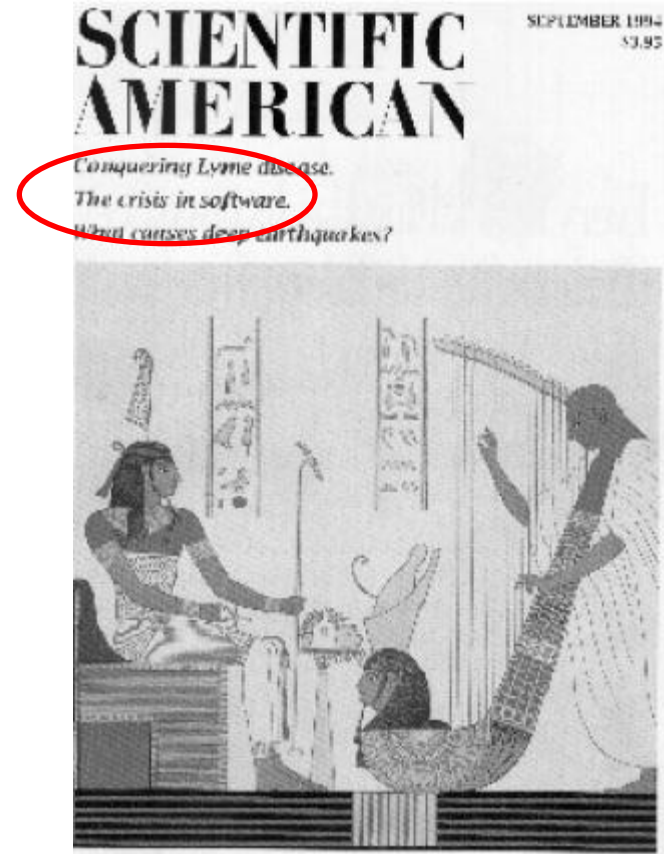 SCIENTIFIC
AMERICAN
SEPTEMBER 1994
$3.95
Conquering Lyme disease.
The crisis in software.
What causes deep earthquakes?